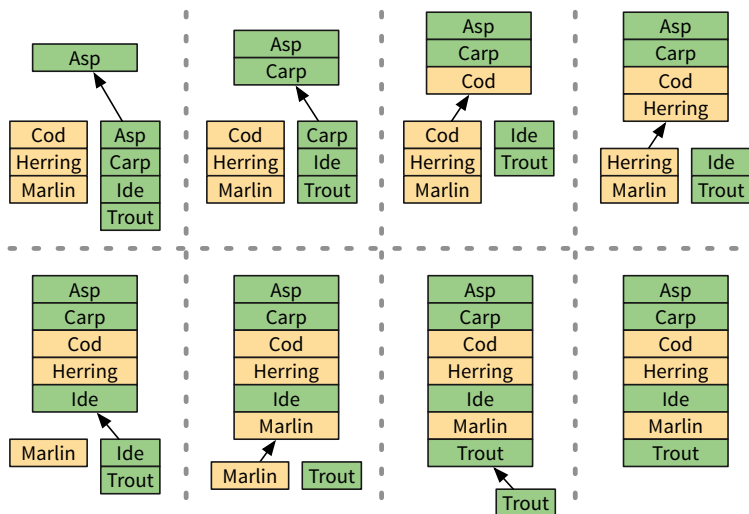 Asp
Cod
Herring
Marlin
Asp
Carp
Ide
Trout
Asp
Carp
Cod
Herring
Marlin
Carp
Ide
Trout
Asp
Carp
Cod
Cod
Herring
Marlin
Ide
Trout
Asp
Carp
Cod
Herring
Herring
Marlin
Ide
Trout
Asp
Carp
Cod
Herring
Ide
Marlin
Ide
Trout
Asp
Carp
Cod
Herring
Ide
Marlin
Marlin
Trout
Asp
Carp
Cod
Herring
Ide
Marlin
Trout
Trout
Asp
Carp
Cod
Herring
Ide
Marlin
Trout